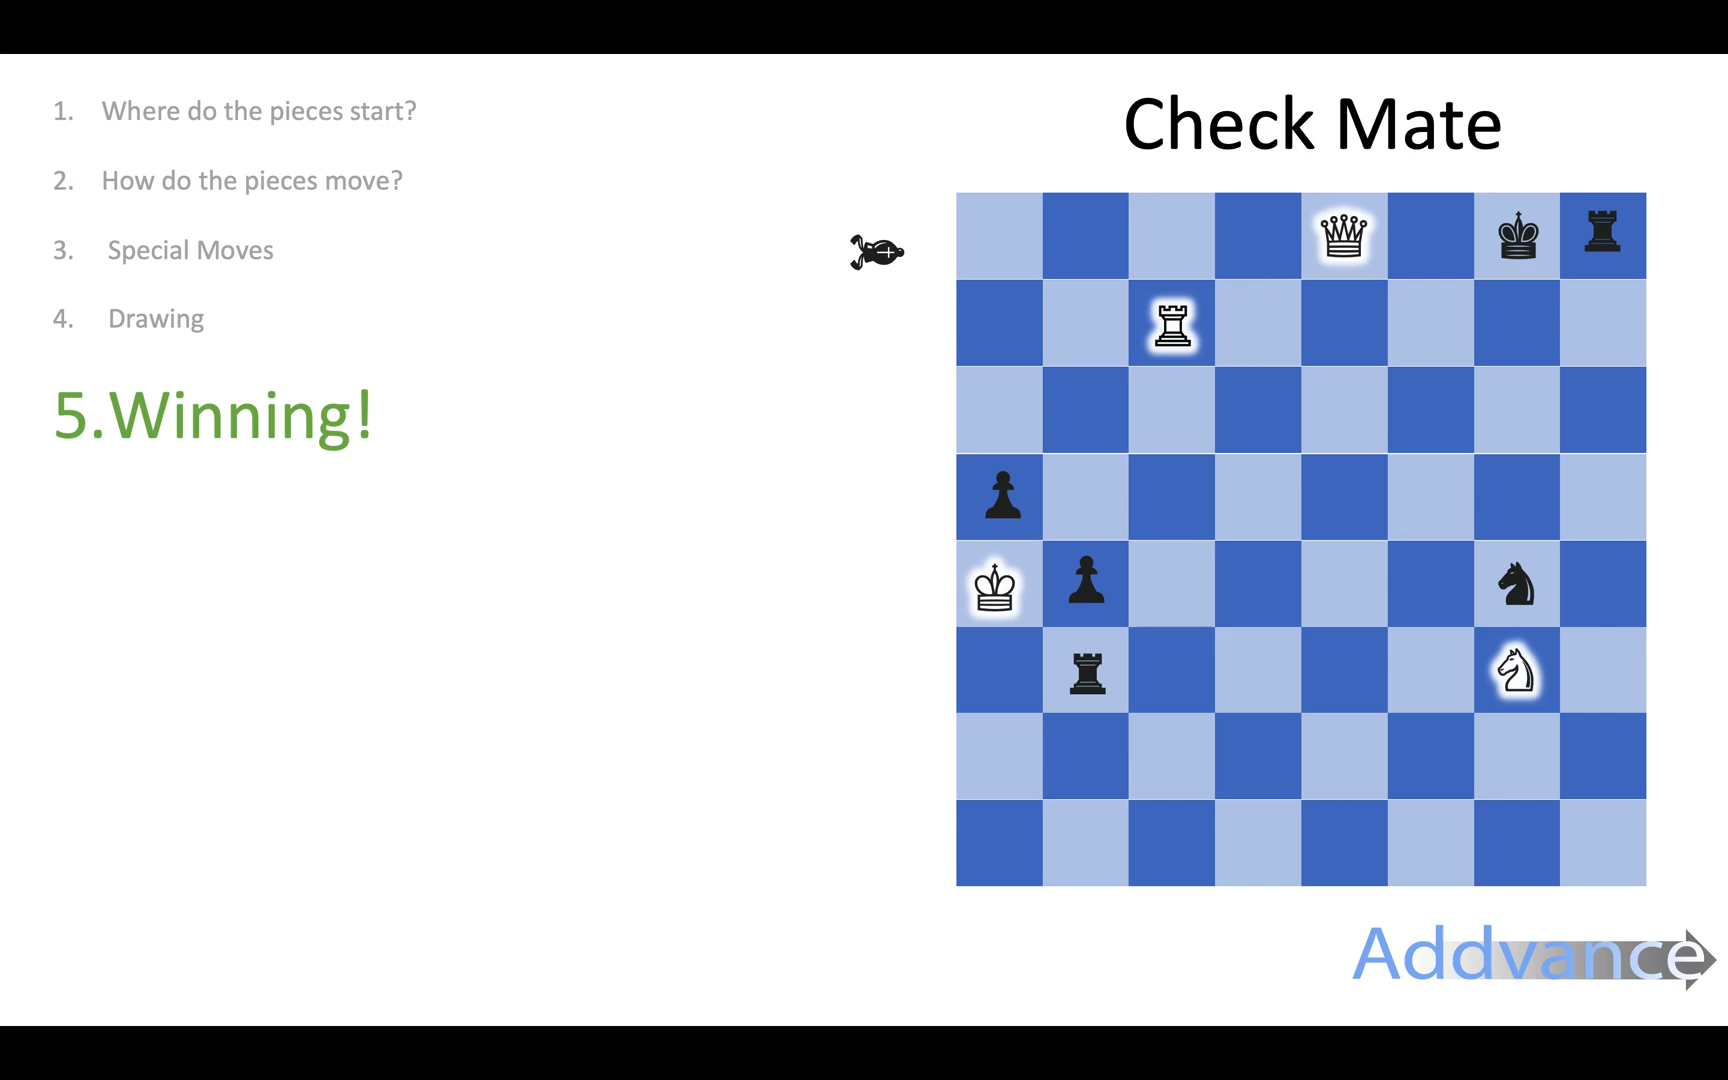 1. Where do the pieces start?
2. How do the pieces move?
3. Special Moves
4. Drawing
5.Winning!
Check Mate
Addvance